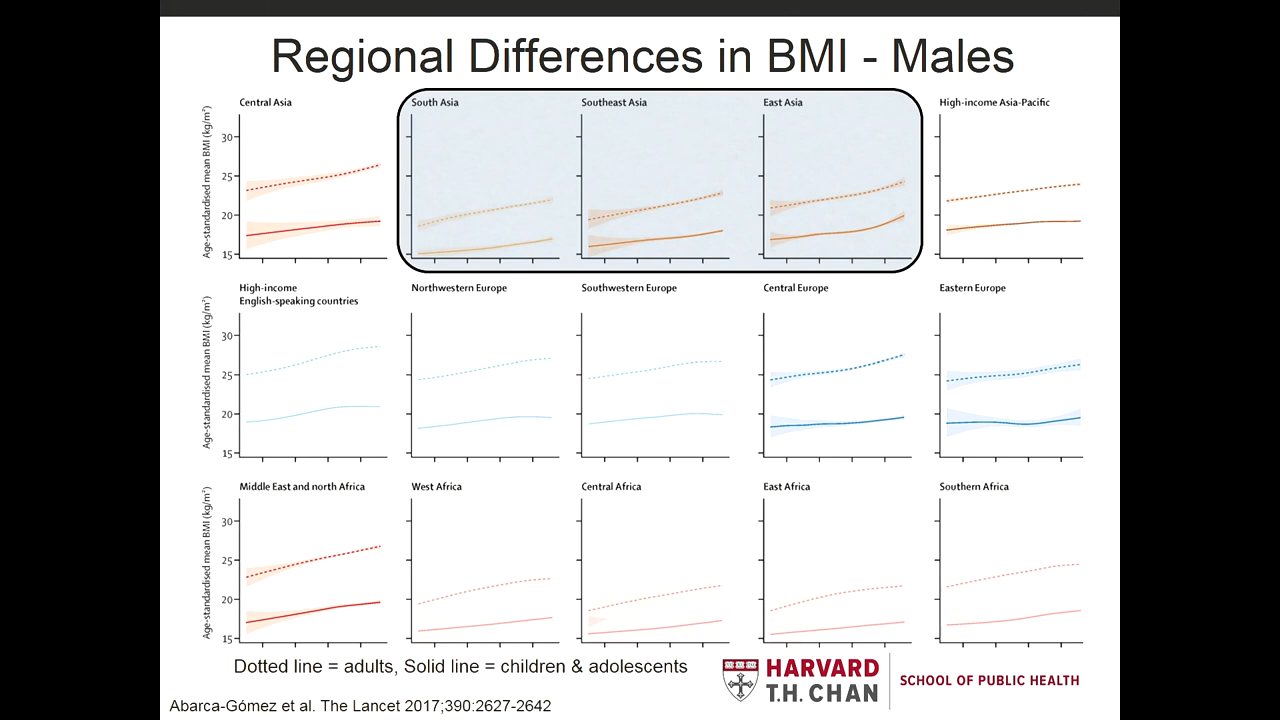 Regional Differences in BMI - Males
Central Asia
South Asia
Southeast Asia
East Asia
High-income Asia-Pacific
Age-standardised mean BMI (kg/m²)
30
25
20
15
High-income
English-speaking countries
Northwestern Europe
Southwestern Europe
Central Europe
Eastern Europe
Age-standardised mean BMI (kg/m²)
30
25
20
15
Middle East and north Africa
West Africa
Central Africa
East Africa
Southern Africa
Age-standardised mean BMI (kg/m²)
30
25
20
15
Dotted line = adults, Solid line = children & adolescents
HARVARD
T.H. CHAN
SCHOOL OF PUBLIC HEALTH
Abarca-Gómez et al. The Lancet 2017;390:2627-2642